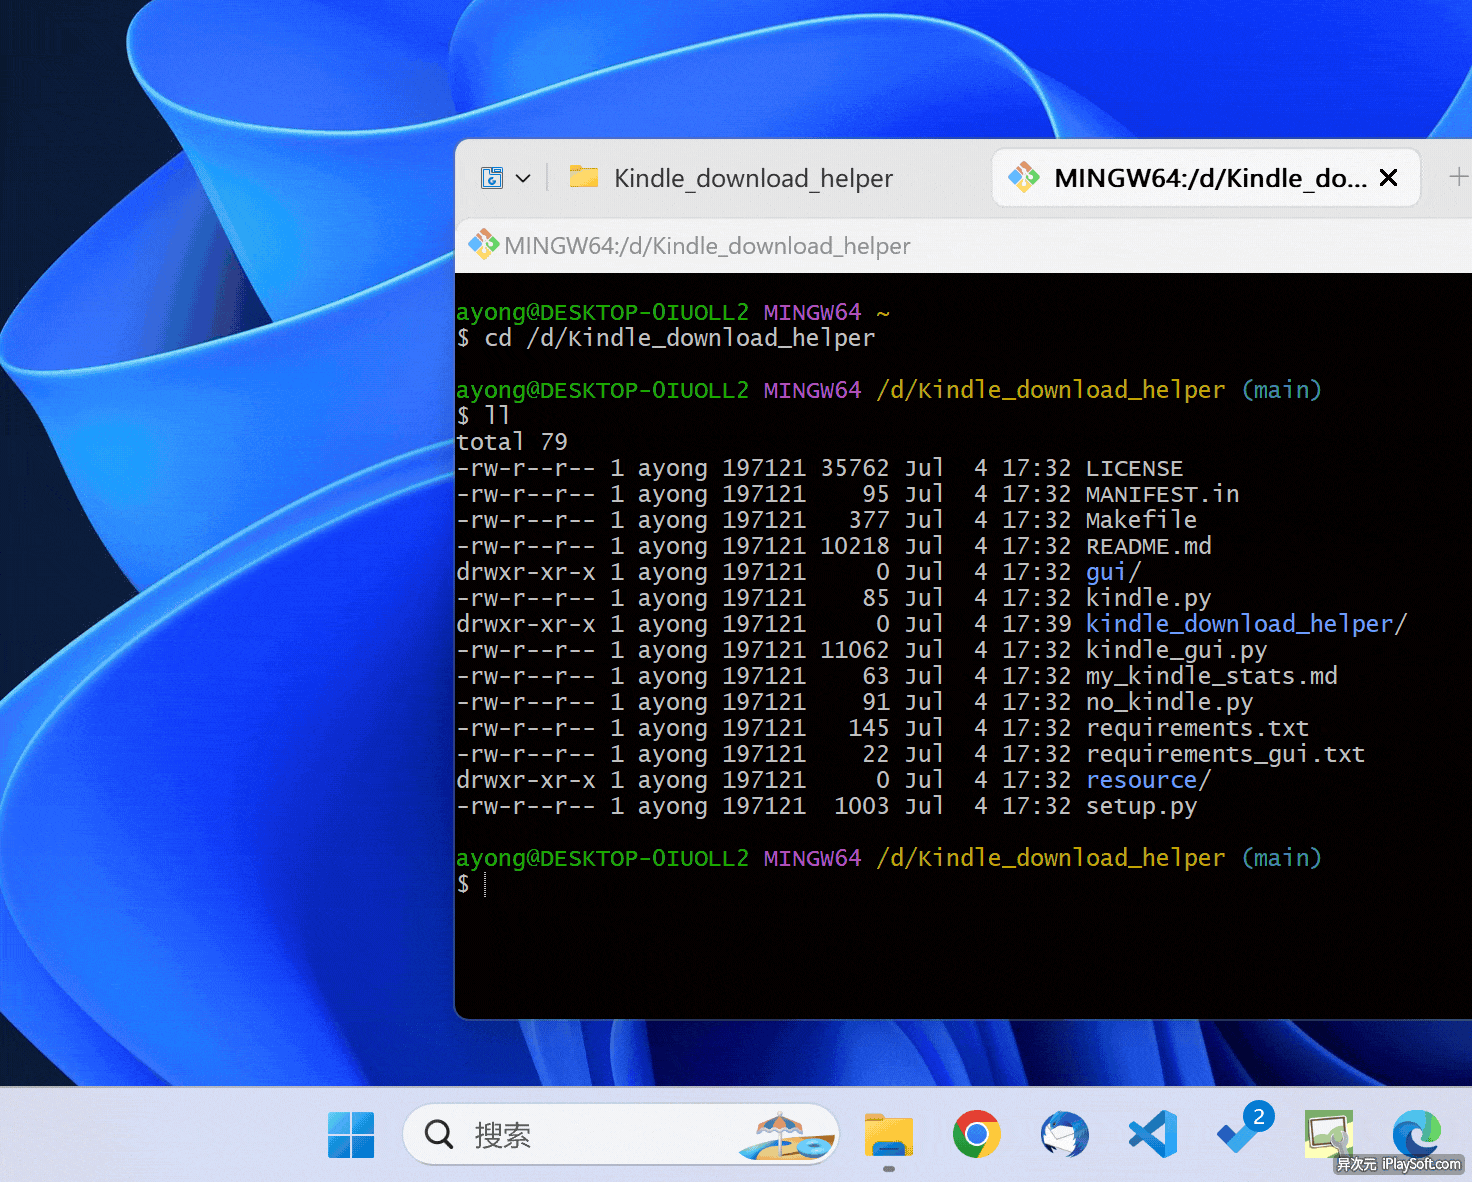 Kindle_download_helper
MINGW64:/d/Kindle_do...
MINGW64:/d/Kindle_download_helper
ayong@DESKTOP-OIUOLL2 MINGW64 ~
$ cd /d/Kindle_download_helper
ayong@DESKTOP-OIUOLL2 MINGW64 /d/Kindle_download_helper (main)
$ ll
total 79
-rw-r--r-- 1 ayong 197121 35762 Jul  4 17:32 LICENSE
-rw-r--r-- 1 ayong 197121    95 Jul  4 17:32 MANIFEST.in
-rw-r--r-- 1 ayong 197121   377 Jul  4 17:32 Makefile
-rw-r--r-- 1 ayong 197121 10218 Jul  4 17:32 README.md
drwxr-xr-x 1 ayong 197121     0 Jul  4 17:32 gui/
-rw-r--r-- 1 ayong 197121    85 Jul  4 17:32 kindle.py
drwxr-xr-x 1 ayong 197121     0 Jul  4 17:39 kindle_download_helper/
-rw-r--r-- 1 ayong 197121 11062 Jul  4 17:32 kindle_gui.py
-rw-r--r-- 1 ayong 197121    63 Jul  4 17:32 my_kindle_stats.md
-rw-r--r-- 1 ayong 197121    91 Jul  4 17:32 no_kindle.py
-rw-r--r-- 1 ayong 197121   145 Jul  4 17:32 requirements.txt
-rw-r--r-- 1 ayong 197121    22 Jul  4 17:32 requirements_gui.txt
drwxr-xr-x 1 ayong 197121     0 Jul  4 17:32 resource/
-rw-r--r-- 1 ayong 197121  1003 Jul  4 17:32 setup.py
ayong@DESKTOP-OIUOLL2 MINGW64 /d/Kindle_download_helper (main)
$
搜索
2
异次元 iPlaySoft.com